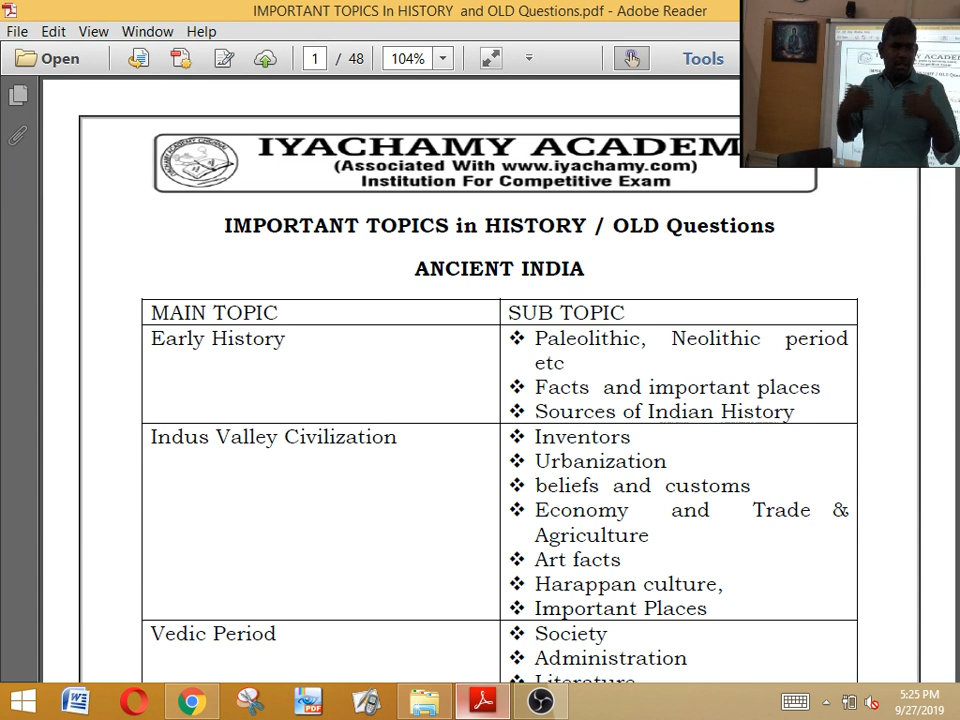 IMPORTANT TOPICS In HISTORY and OLD Questions.pdf - Adobe Reader
File Edit View Window Help
Open 1 / 48 104% Tools
IYACHAMY ACADEM
(Associated With www.iyachamy.com)
Institution For Competitive Exam
IMPORTANT TOPICS in HISTORY / OLD Questions
ANCIENT INDIA
MAIN TOPIC SUB TOPIC
Early History ❖ Paleolithic, Neolithic period
etc
❖ Facts and important places
❖ Sources of Indian History
Indus Valley Civilization ❖ Inventors
❖ Urbanization
❖ beliefs and customs
❖ Economy and Trade &
Agriculture
❖ Art facts
❖ Harappan culture,
❖ Important Places
Vedic Period ❖ Society
❖ Administration
❖ Literature
5:25 PM
9/27/2019